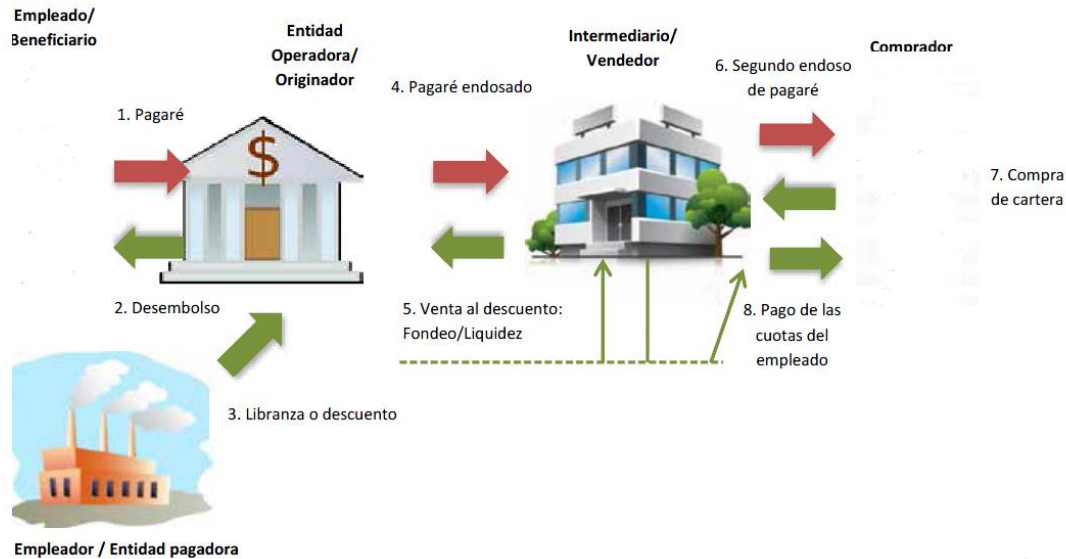 Empleado/
Beneficiario
Entidad
Operadora/
Originador
Intermediario/
Vendedor
Comprador
1. Pagaré
4. Pagaré endosado
6. Segundo endoso
de pagaré
$
7. Compra
de cartera
2. Desembolso
5. Venta al descuento:
Fondeo/Liquidez
8. Pago de las
cuotas del
empleado
3. Libranza o descuento
Empleador / Entidad pagadora